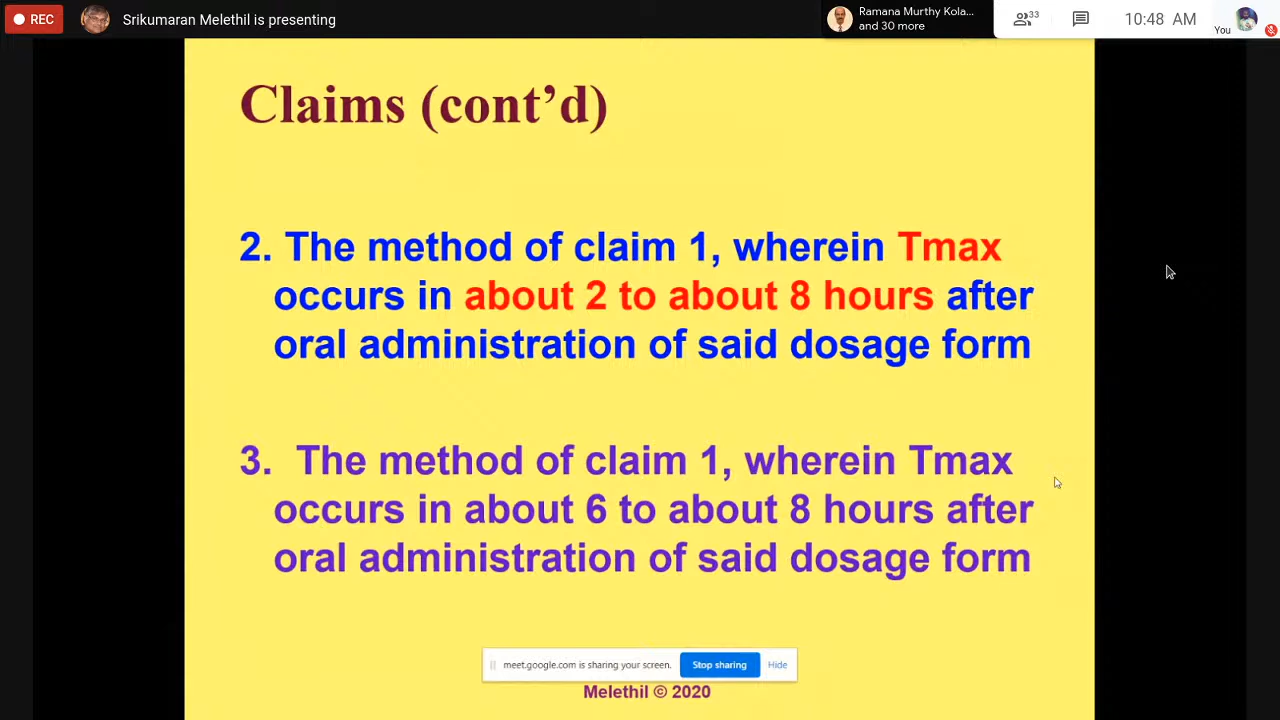 REC
Srikumaran Melethil is presenting
Ramana Murthy Kola...
and 30 more
33
10:48 AM
You
Claims (cont’d)
2. The method of claim 1, wherein Tmax
occurs in about 2 to about 8 hours after
oral administration of said dosage form
3. The method of claim 1, wherein Tmax
occurs in about 6 to about 8 hours after
oral administration of said dosage form
meet.google.com is sharing your screen. Stop sharing Hide
Melethil © 2020